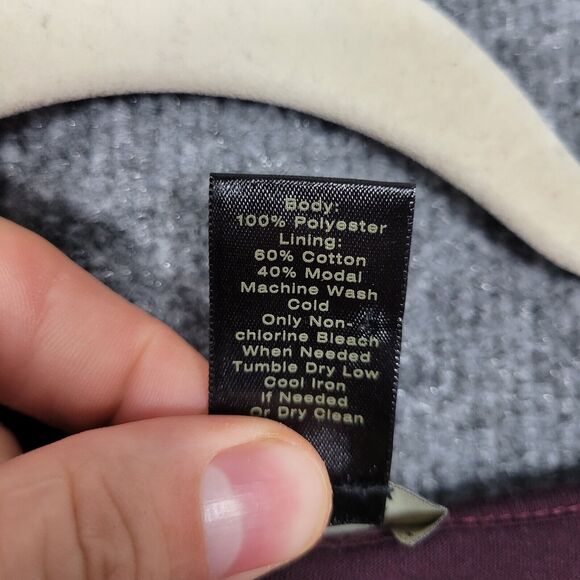 Body:
100% Polyester
Lining:
60% Cotton
40% Modal
Machine Wash
Cold
Only Non-
chlorine Bleach
When Needed
Tumble Dry Low
Cool Iron
If Needed
Or Dry Clean